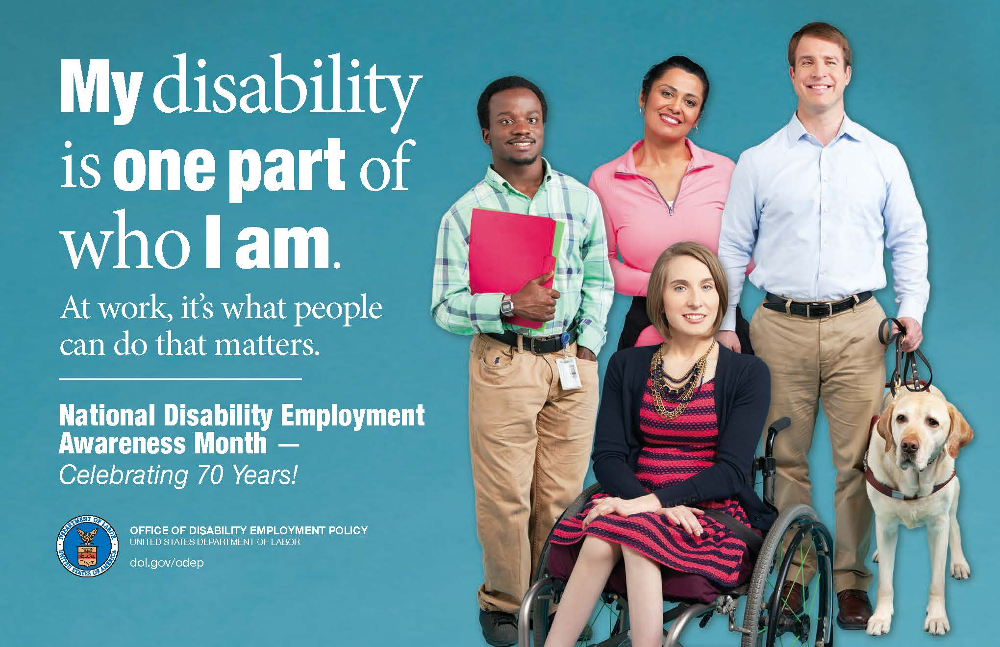 My disability
is one part of
who I am.
At work, it's what people
can do that matters.
National Disability Employment
Awareness Month —
Celebrating 70 Years!
DEPARTMENT OF LABOR
UNITED STATES OF AMERICA
OFFICE OF DISABILITY EMPLOYMENT POLICY
UNITED STATES DEPARTMENT OF LABOR
dol.gov/odep